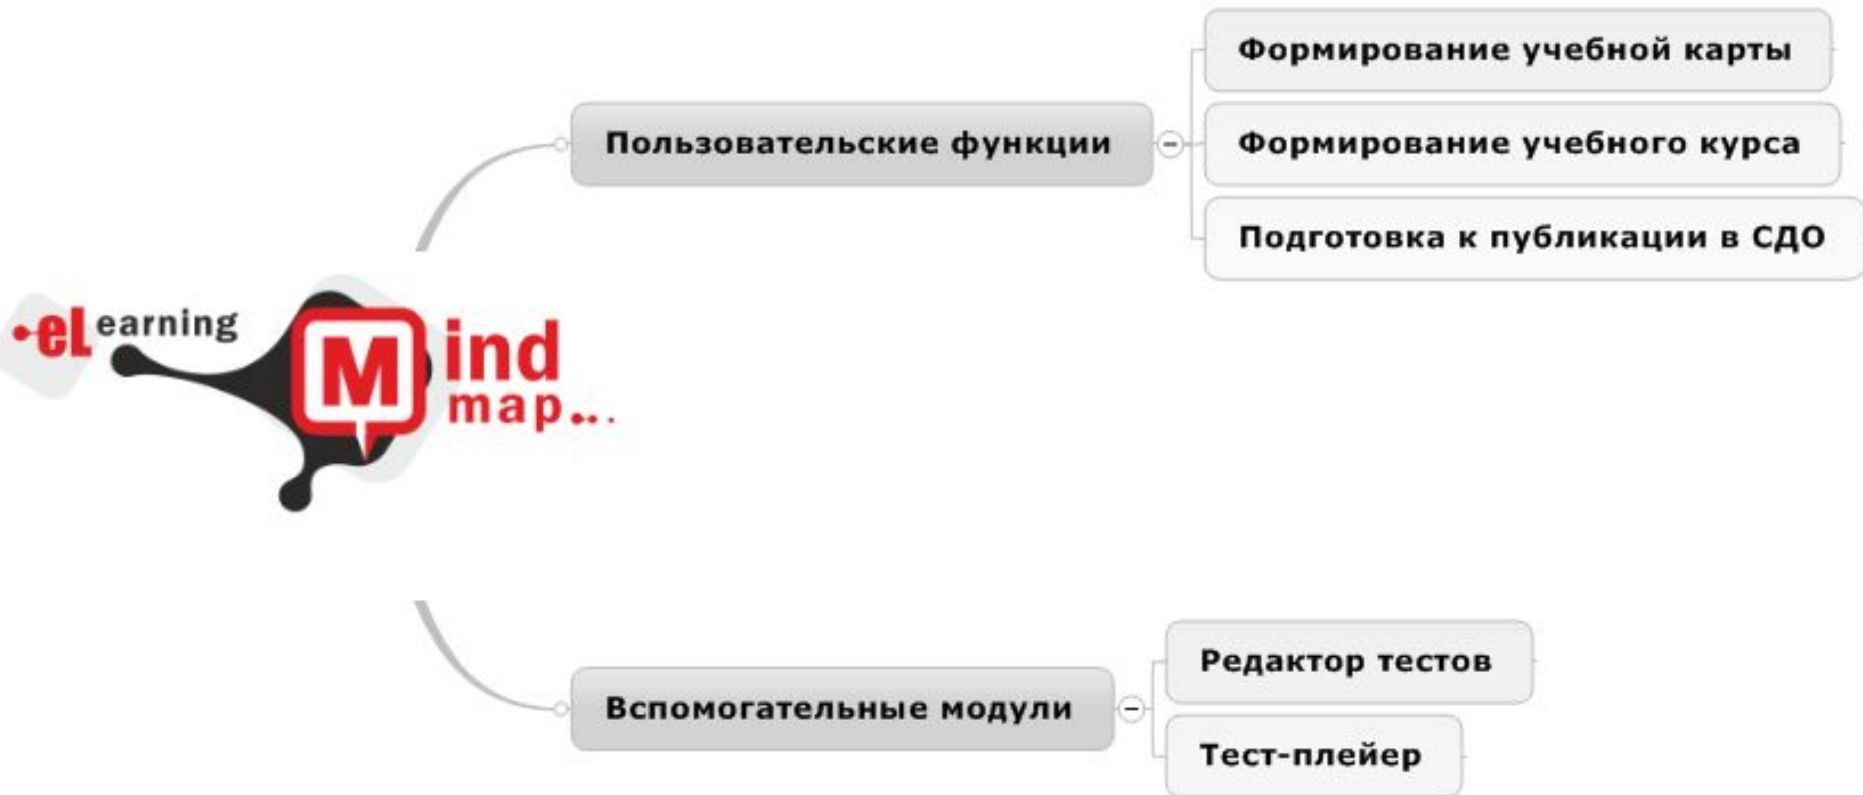 Формирование учебной карты
Пользовательские функции
Формирование учебного курса
Подготовка к публикации в СДО
eLearning
Mind
map...
Редактор тестов
Вспомогательные модули
Тест-плейер